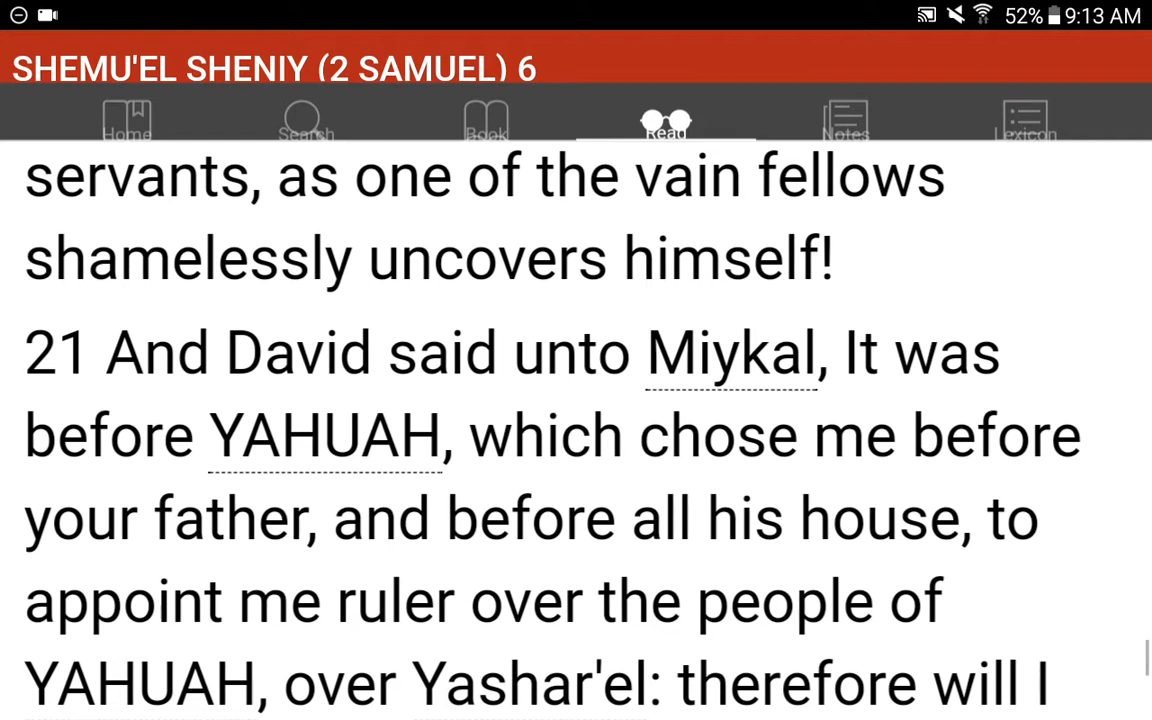 52% 9:13 AM
SHEMU'EL SHENIY (2 SAMUEL) 6
Home Search Book Read Notes Lexicon
servants, as one of the vain fellows
shamelessly uncovers himself!
21 And David said unto Miykal, It was
before YAHUAH, which chose me before
your father, and before all his house, to
appoint me ruler over the people of
YAHUAH, over Yashar'el: therefore will I